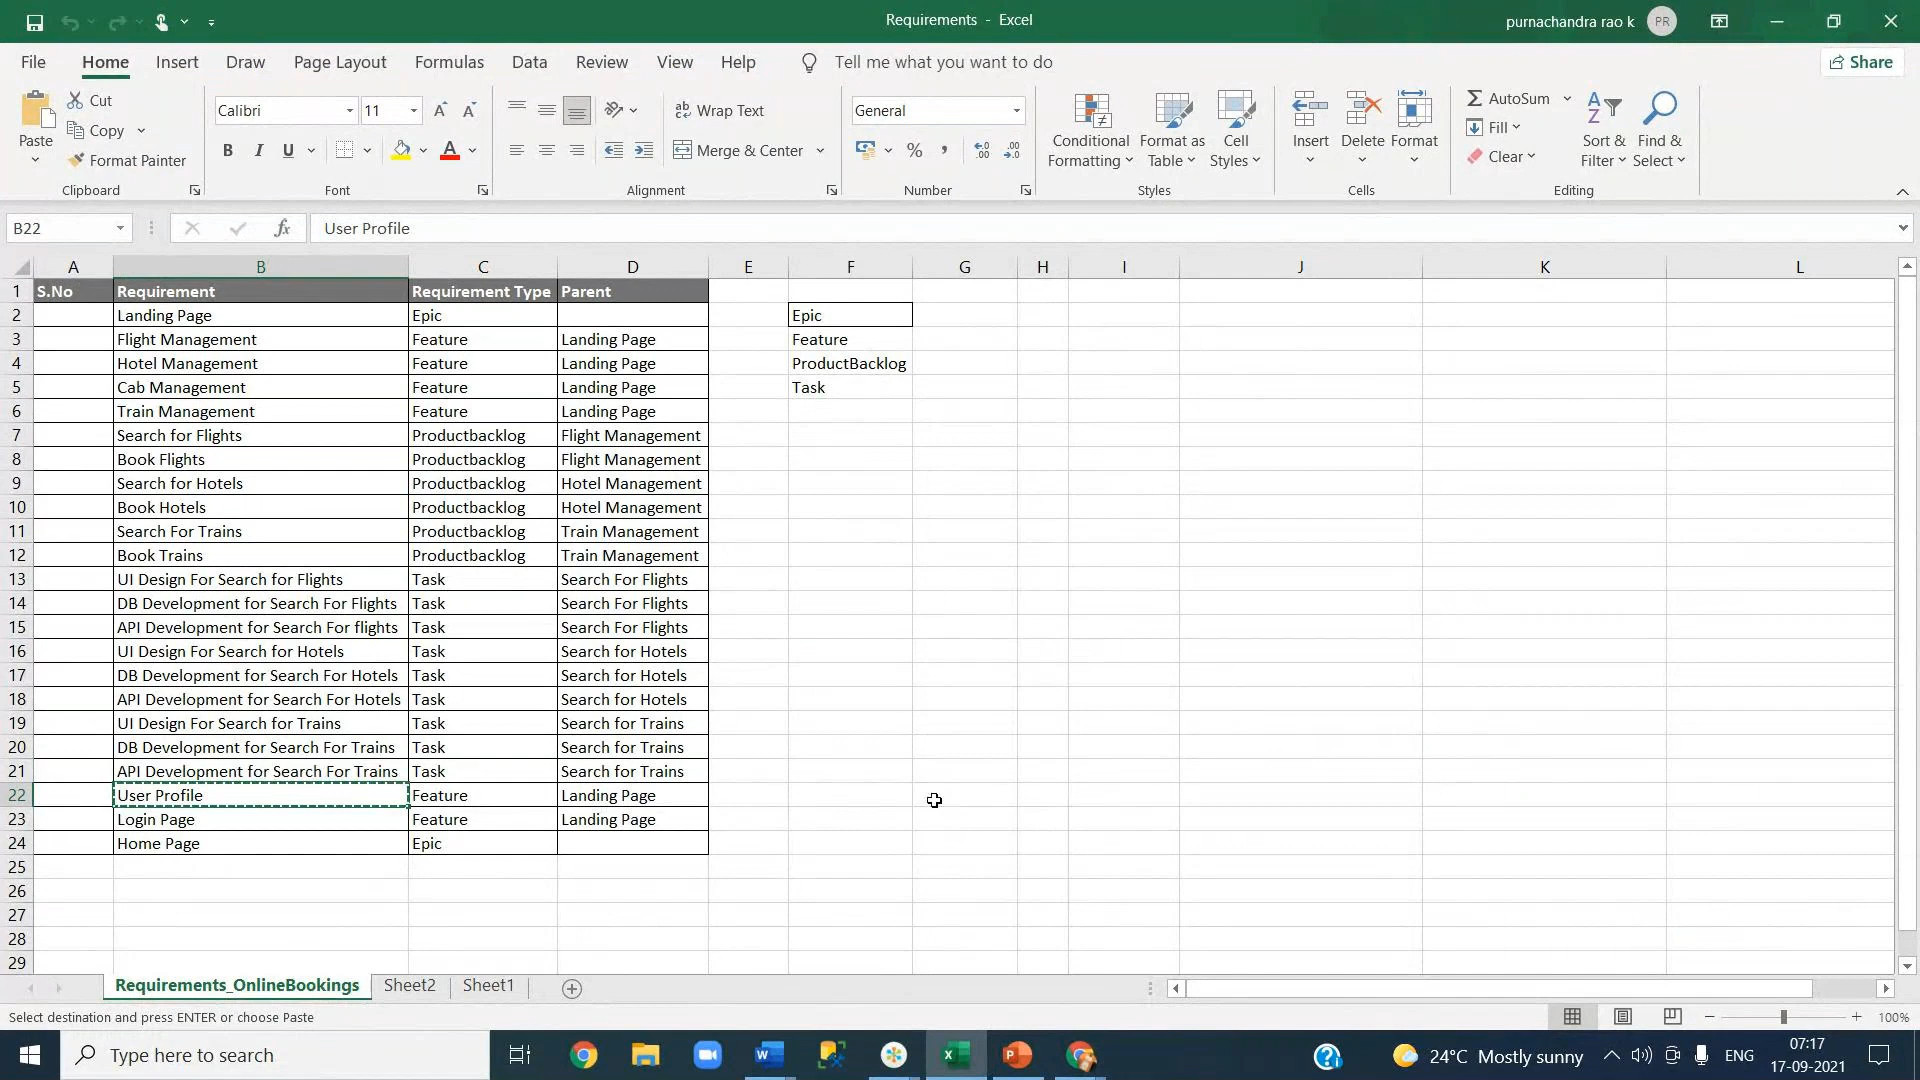 Requirements - Excel
purnachandra rao k PR
File Home Insert Draw Page Layout Formulas Data Review View Help Tell me what you want to do Share
Paste
Cut
Copy
Format Painter
Clipboard
Calibri 11
B I U
Font
Wrap Text
Merge & Center
Alignment
General
Number
Conditional Formatting
Format as Table
Cell Styles
Styles
Insert Delete Format
Cells
AutoSum
Fill
Clear
Sort & Filter
Find & Select
Editing
B22 fx User Profile
A B C D E F G H I J K L
1 S.No Requirement Requirement Type Parent
2 Landing Page Epic Epic
3 Flight Management Feature Landing Page Feature
4 Hotel Management Feature Landing Page ProductBacklog
5 Cab Management Feature Landing Page Task
6 Train Management Feature Landing Page
7 Search for Flights Productbacklog Flight Management
8 Book Flights Productbacklog Flight Management
9 Search for Hotels Productbacklog Hotel Management
10 Book Hotels Productbacklog Hotel Management
11 Search For Trains Productbacklog Train Management
12 Book Trains Productbacklog Train Management
13 UI Design For Search for Flights Task Search For Flights
14 DB Development for Search For Flights Task Search For Flights
15 API Development for Search For flights Task Search For Flights
16 UI Design For Search for Hotels Task Search for Hotels
17 DB Development for Search For Hotels Task Search for Hotels
18 API Development for Search For Hotels Task Search for Hotels
19 UI Design For Search for Trains Task Search for Trains
20 DB Development for Search For Trains Task Search for Trains
21 API Development for Search For Trains Task Search for Trains
22 User Profile Feature Landing Page
23 Login Page Feature Landing Page
24 Home Page Epic
25
26
27
28
29
Requirements_OnlineBookings Sheet2 Sheet1
Select destination and press ENTER or choose Paste
100%
Type here to search
24°C Mostly sunny
ENG
07:17
17-09-2021